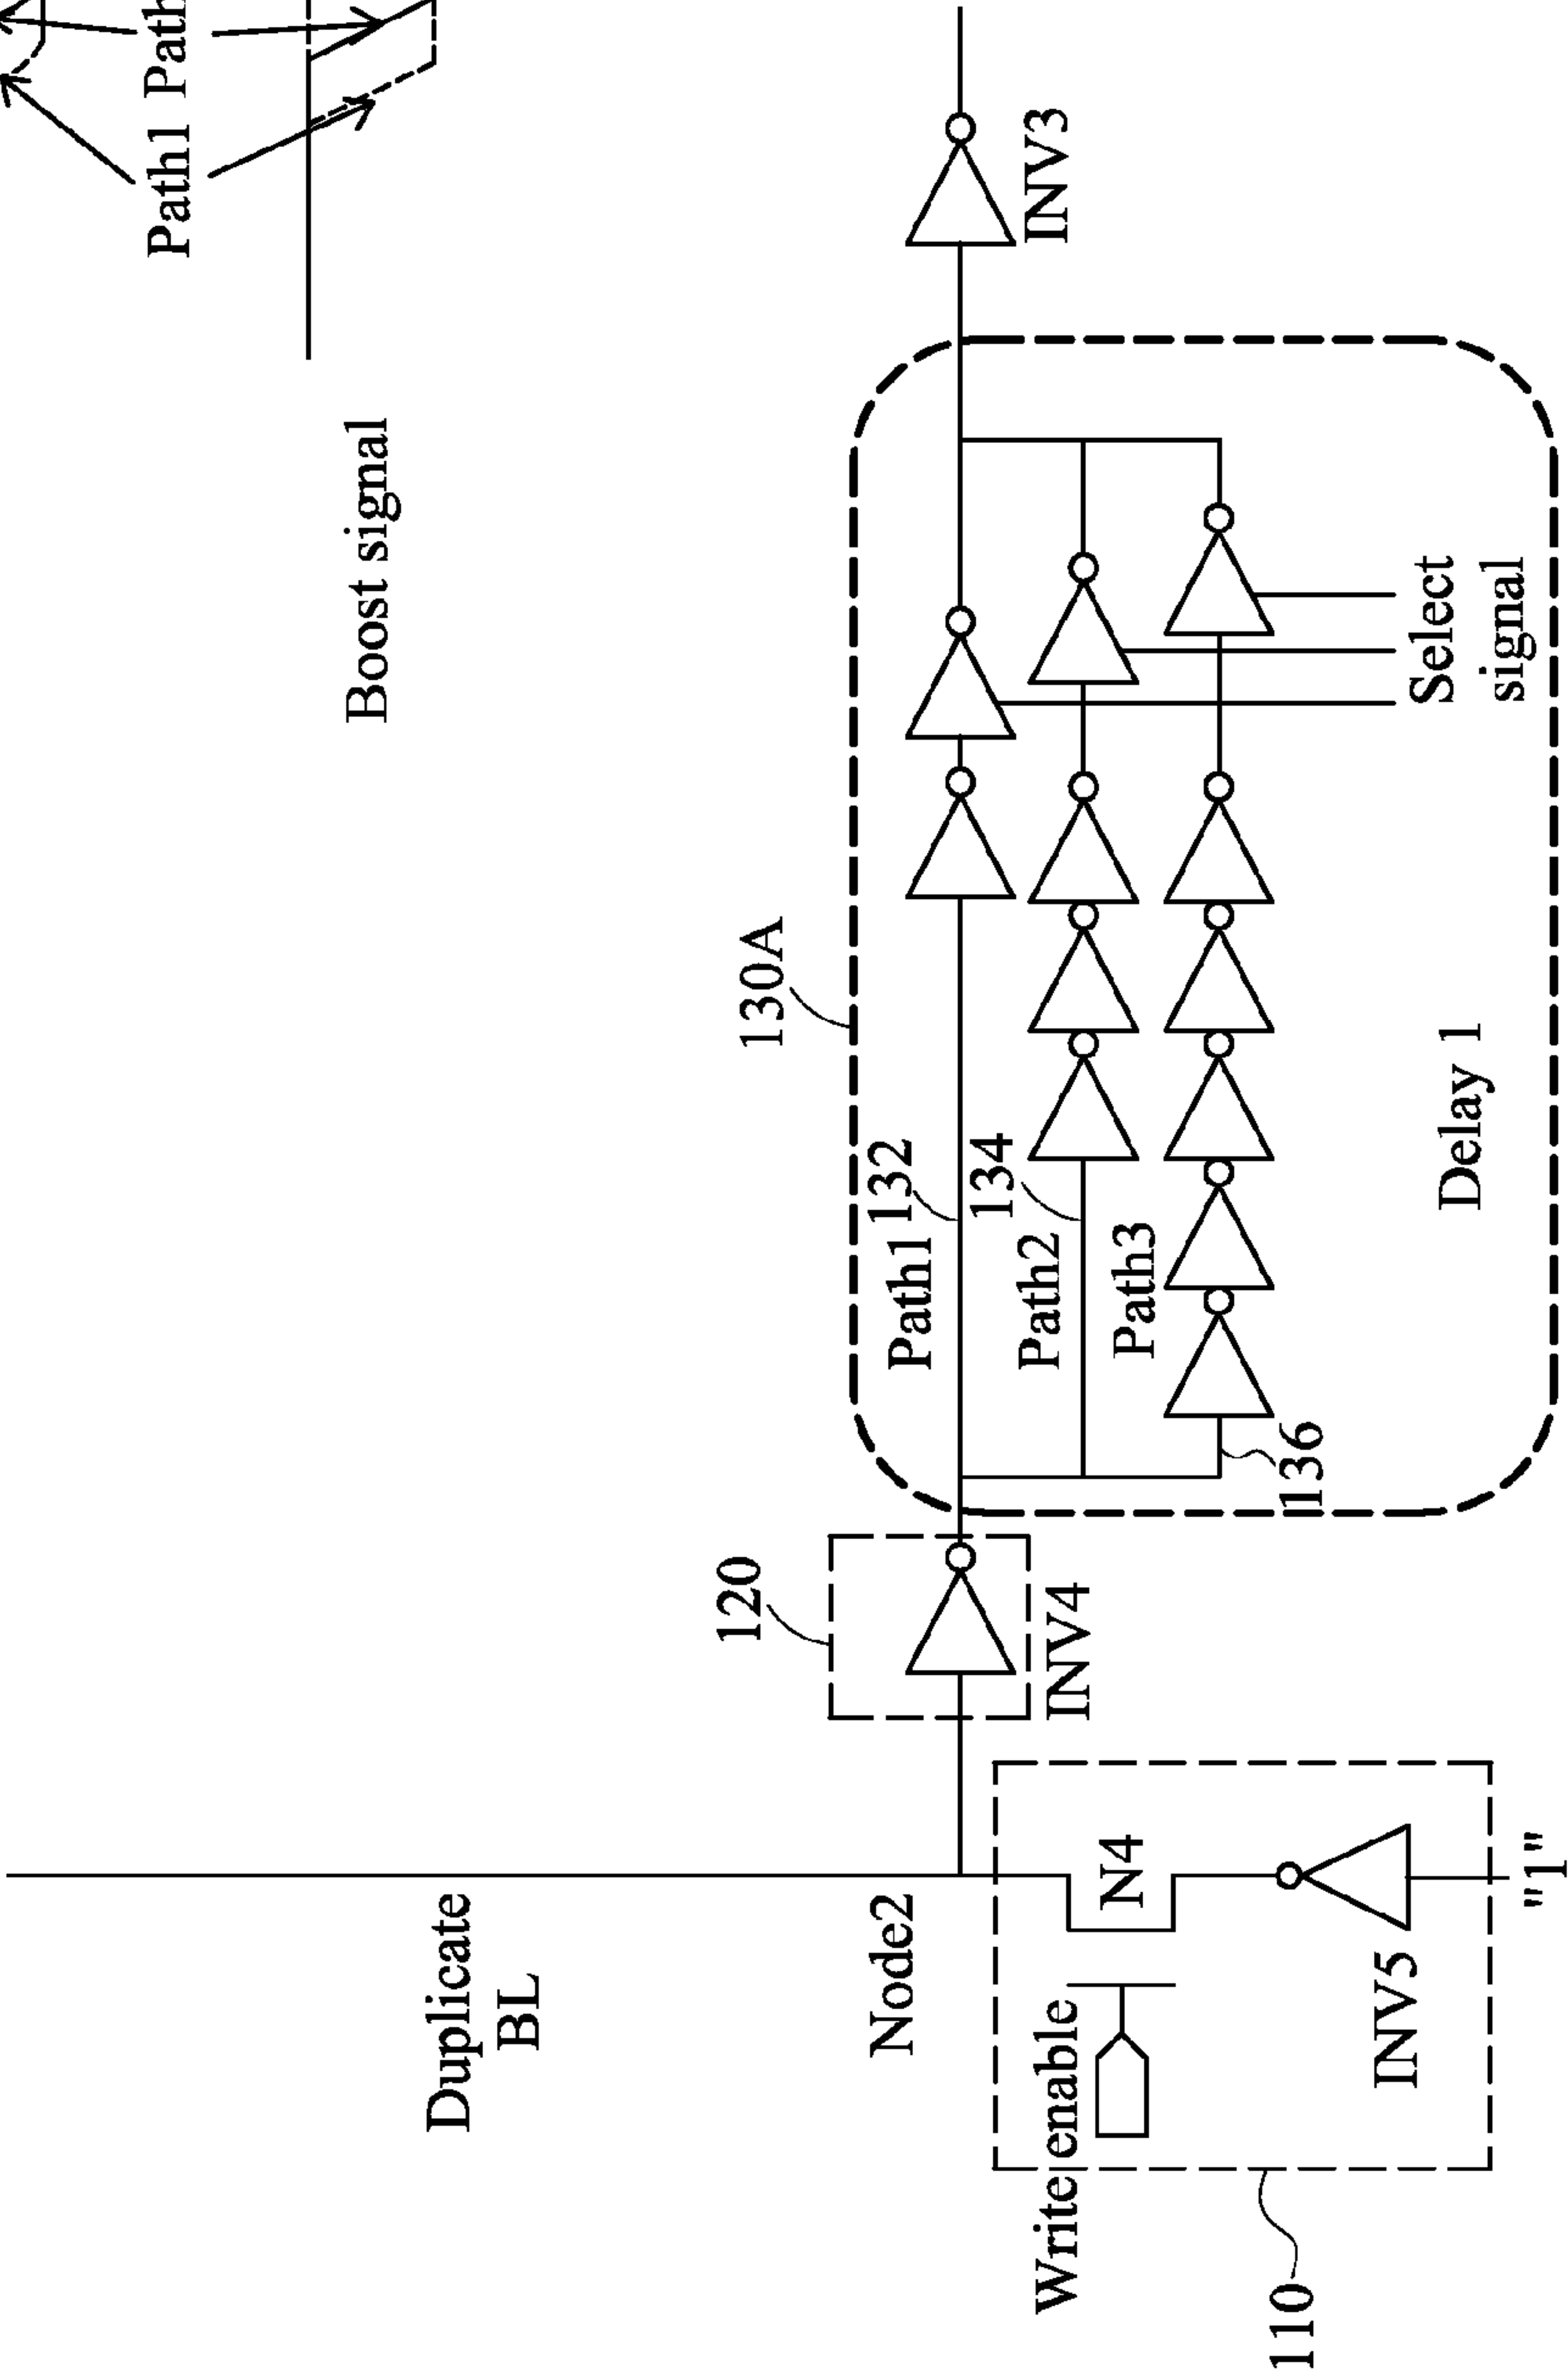 Duplicate
BL
Boost signal
Path1
Path
Node2
120
130A
INV4
Path1
132
Path2
134
Path3
136
INV3
Write enable
N4
INV5
110
"1"
Delay 1
Select
signal